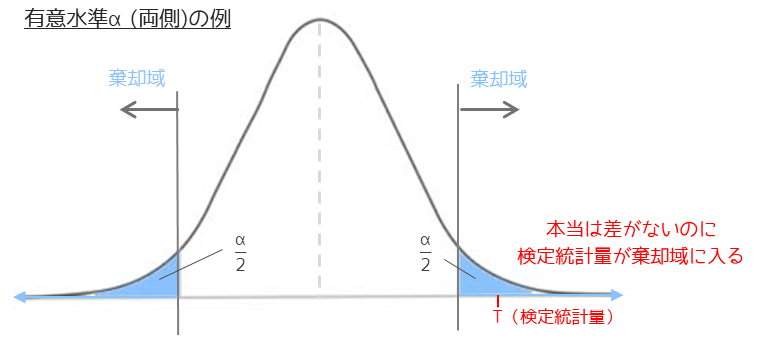 有意水準α (両側)の例
棄却域
棄却域
α
2
α
2
本当は差がないのに
検定統計量が棄却域に入る
T（検定統計量）